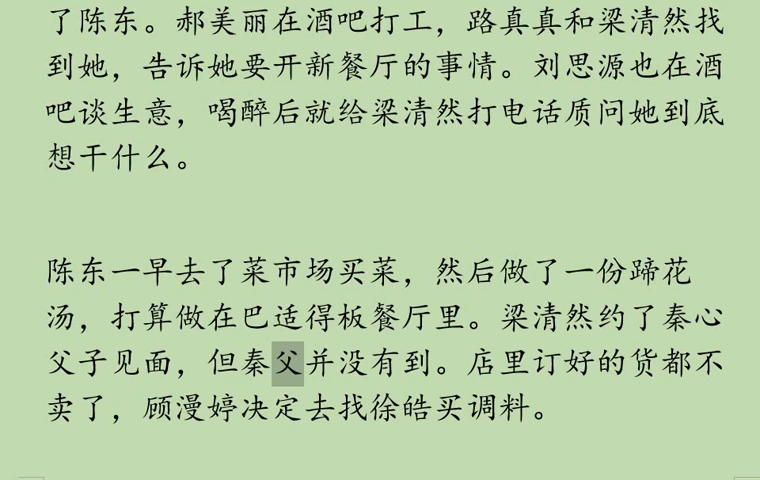 了陈东。郝美丽在酒吧打工，路真真和梁清然找
到她，告诉她要开新餐厅的事情。刘思源也在酒
吧谈生意，喝醉后就给梁清然打电话质问她到底
想干什么。
陈东一早去了菜市场买菜，然后做了一份蹄花
汤，打算做在巴适得板餐厅里。梁清然约了秦心
父子见面，但秦父并没有到。店里订好的货都不
卖了，顾漫婷决定去找徐皓买调料。